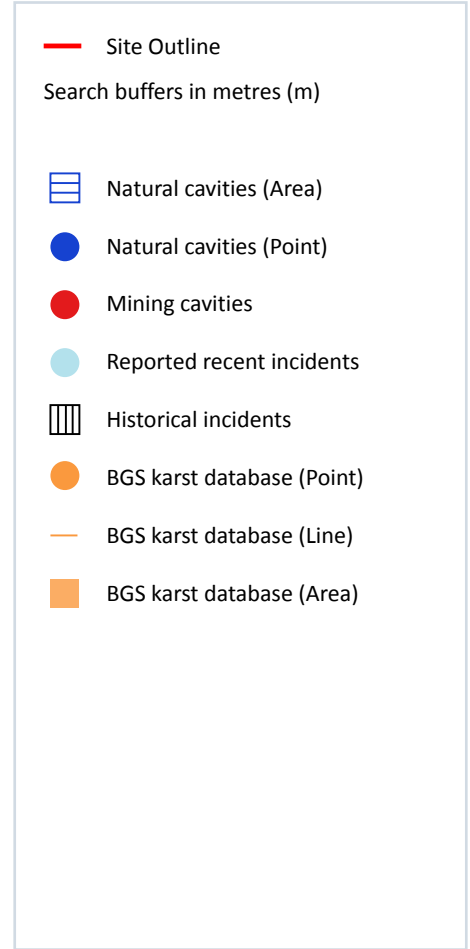 Site Outline
Search buffers in metres (m)
Natural cavities (Area)
Natural cavities (Point)
Mining cavities
Reported recent incidents
Historical incidents
BGS karst database (Point)
BGS karst database (Line)
BGS karst database (Area)